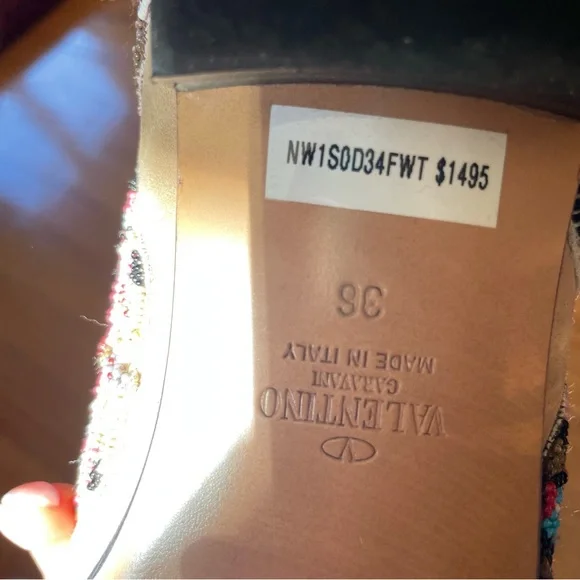 NW1S0D34FWT $1495
36
MADE IN ITALY
GARAVANI
VALENTINO